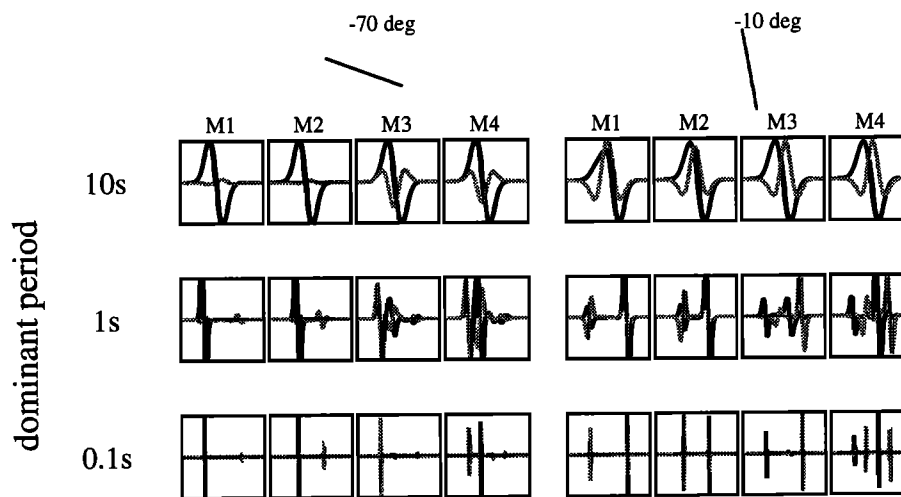 -70 deg -10 deg
M1 M2 M3 M4 M1 M2 M3 M4
10s
1s
0.1s
dominant period